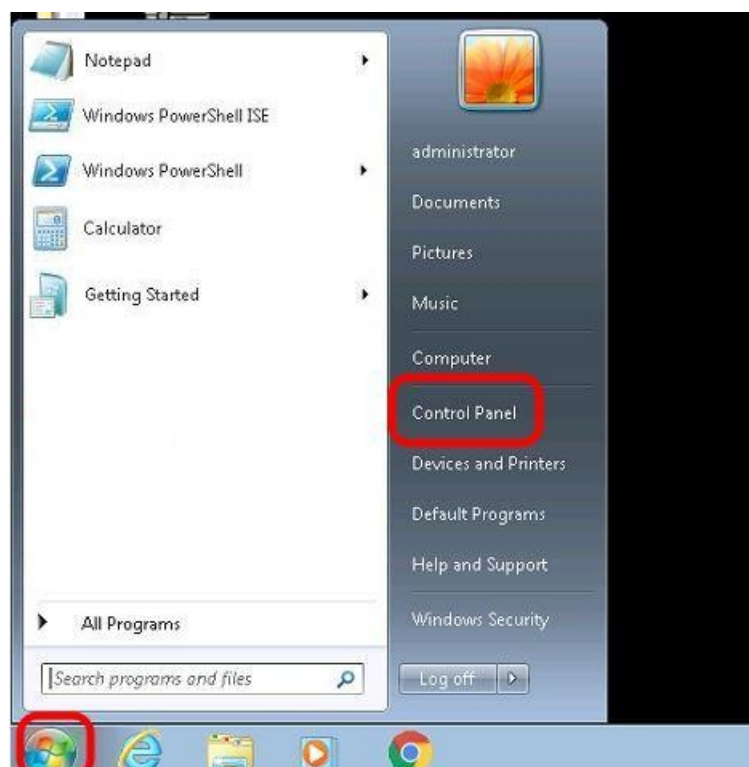 Notepad
Windows PowerShell ISE
Windows PowerShell
Calculator
Getting Started
All Programs
Search programs and files
administrator
Documents
Pictures
Music
Computer
Control Panel
Devices and Printers
Default Programs
Help and Support
Windows Security
Log off